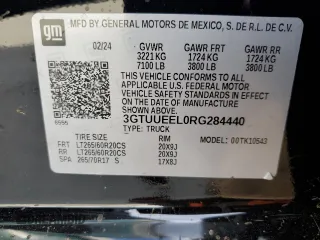 gm
MFD BY GENERAL MOTORS DE MEXICO, S. DE R.L. DE C.V.
02/24 GVWR GAWR FRT GAWR RR
3221 KG 1724 KG 1724 KG
7100 LB 3800 LB 3800 LB
THIS VEHICLE CONFORMS TO ALL
APPLICABLE U.S. FEDERAL MOTOR
VEHICLE SAFETY STANDARDS IN
EFFECT ON THE DATE OF
MANUFACTURE SHOWN ABOVE.
3GTUUEEL0RG284440
TYPE: TRUCK
TIRE SIZE RIM MODEL:
FRT LT265/60R20CS 20X9J
RR LT265/60R20CS 20X9J
SPA 265/70R17 S